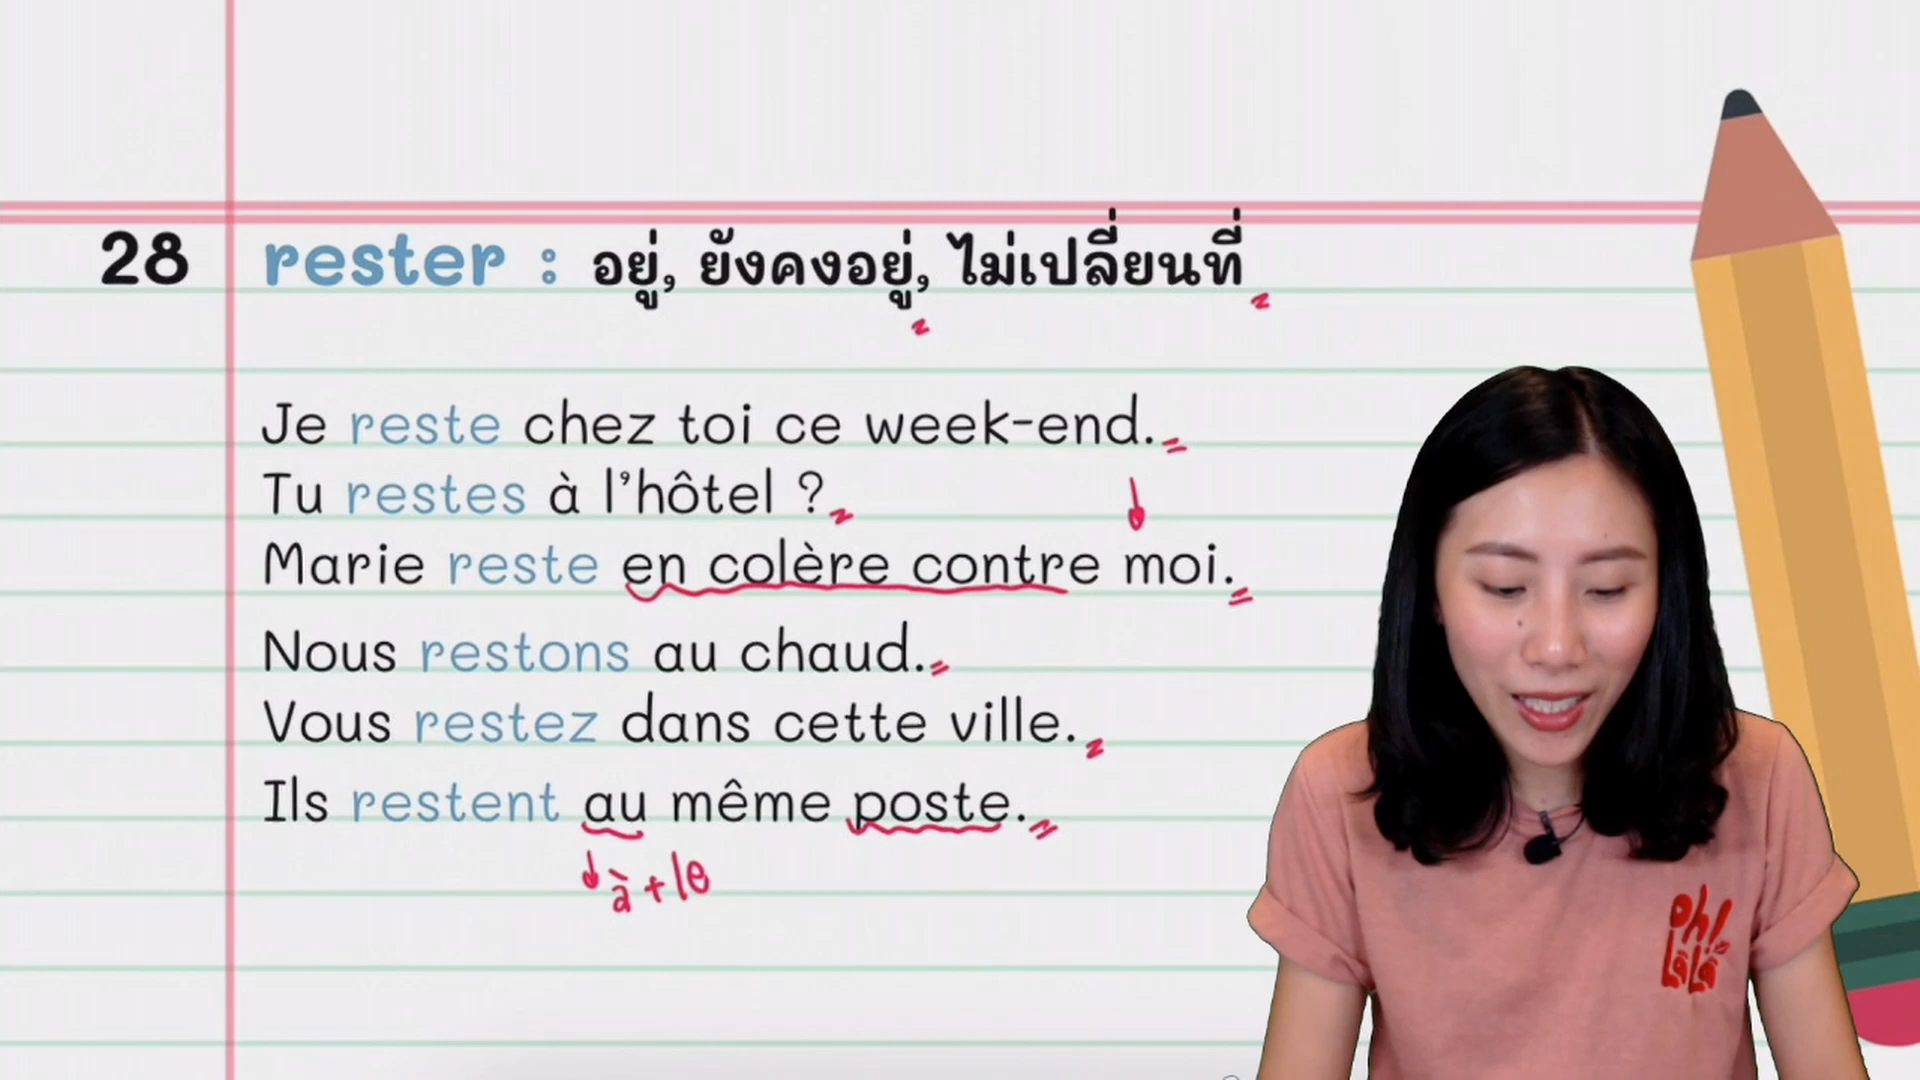 28 rester : อยู่, ยังคงอยู่, ไม่เปลี่ยนที่
Je reste chez toi ce week-end.
Tu restes à l'hôtel ?
Marie reste en colère contre moi.
Nous restons au chaud.
Vous restez dans cette ville.
Ils restent au même poste.
à + le
oh!
làlà